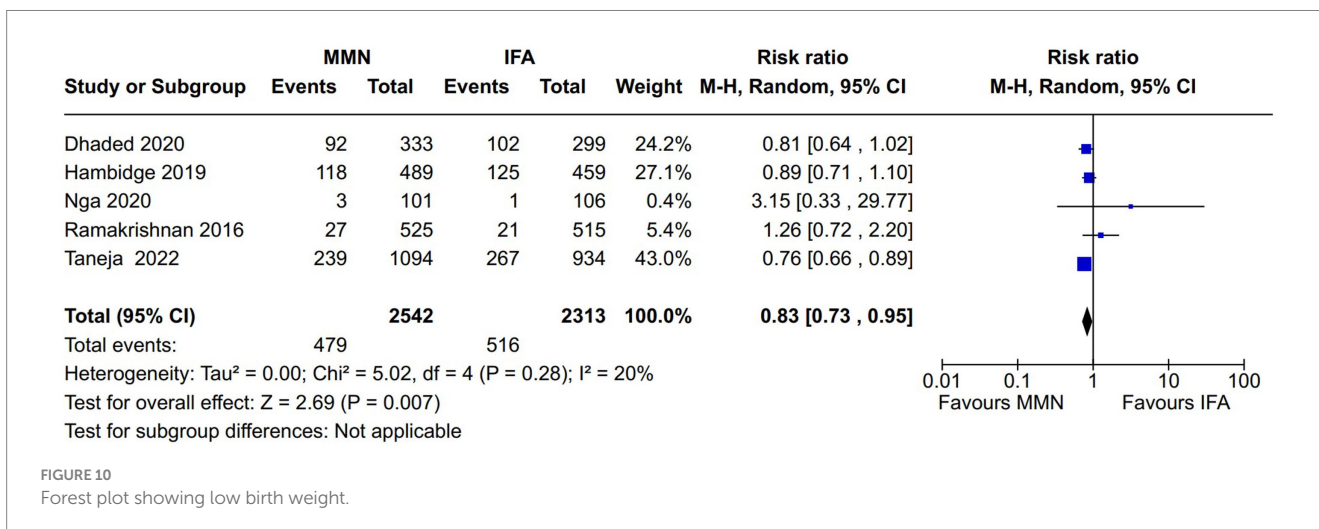 MMN IFA Risk ratio Risk ratio
Study or Subgroup Events Total Events Total Weight M-H, Random, 95% CI M-H, Random, 95% CI
Dhaded 2020 92 333 102 299 24.2% 0.81 [0.64 , 1.02]
Hambidge 2019 118 489 125 459 27.1% 0.89 [0.71 , 1.10]
Nga 2020 3 101 1 106 0.4% 3.15 [0.33 , 29.77]
Ramakrishnan 2016 27 525 21 515 5.4% 1.26 [0.72 , 2.20]
Taneja 2022 239 1094 267 934 43.0% 0.76 [0.66 , 0.89]
Total (95% CI) 2542 2313 100.0% 0.83 [0.73 , 0.95]
Total events: 479 516
Heterogeneity: Tau² = 0.00; Chi² = 5.02, df = 4 (P = 0.28); I² = 20%
Test for overall effect: Z = 2.69 (P = 0.007)
Test for subgroup differences: Not applicable
0.01 0.1 1 10 100
Favours MMN Favours IFA
FIGURE 10
Forest plot showing low birth weight.